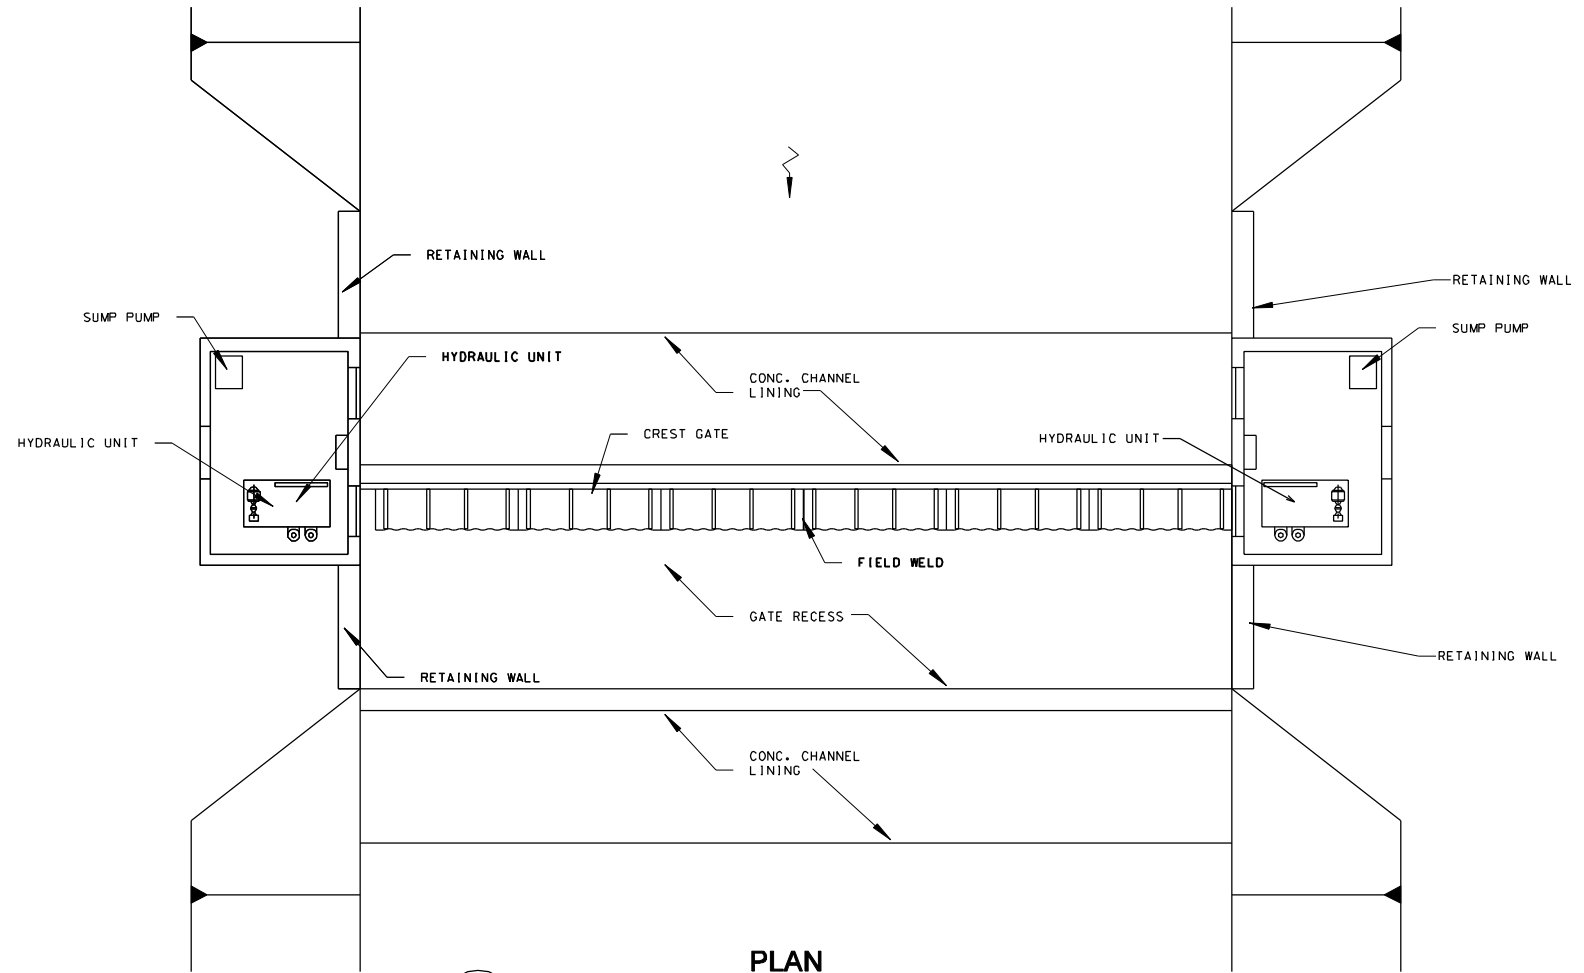 RETAINING WALL
RETAINING WALL
SUMP PUMP
SUMP PUMP
HYDRAULIC UNIT
CONC. CHANNEL
LINING
CREST GATE
HYDRAULIC UNIT
HYDRAULIC UNIT
FIELD WELD
GATE RECESS
RETAINING WALL
RETAINING WALL
CONC. CHANNEL
LINING
PLAN